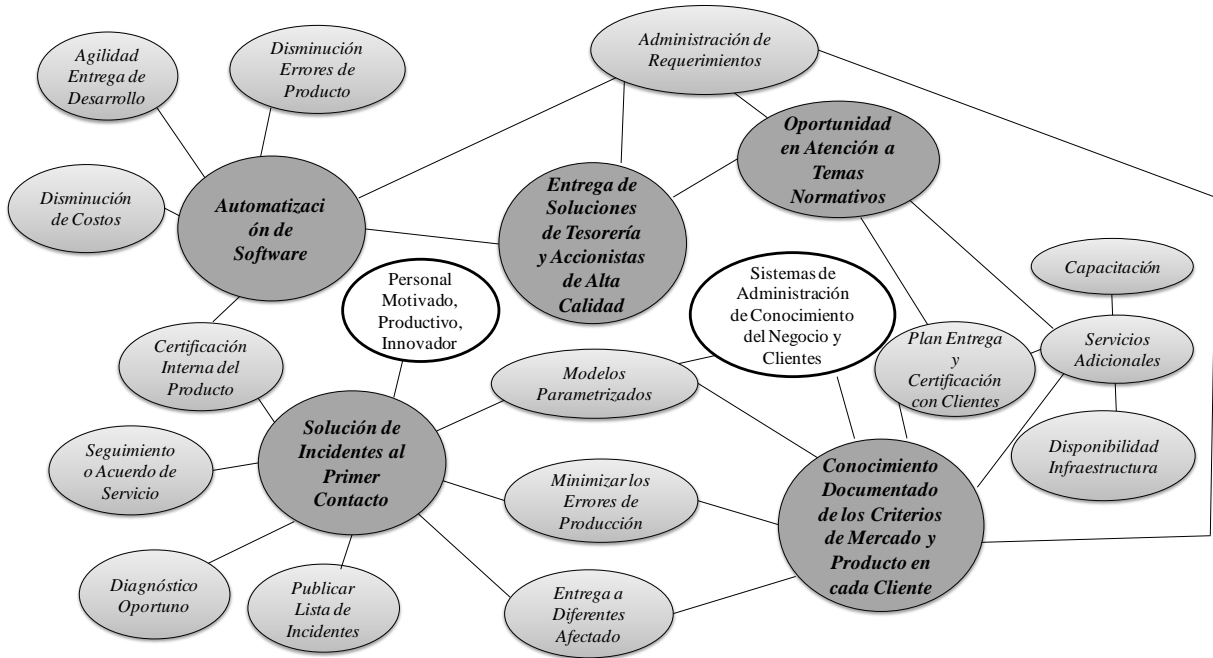 Administración de
Requerimientos
Agilidad
Entrega de
Desarrollo
Disminución
Errores de
Producto
Oportunidad
en Atención a
Temas
Normativos
Disminución
de Costos
Automatizaci
ón de
Software
Entrega de
Soluciones
de Tesorería
y Accionistas
de Alta
Calidad
Personal
Motivado,
Productivo,
Innovador
Sistemas de
Administración
de Conocimiento
del Negocio y
Clientes
Capacitación
Certificación
Interna del
Producto
Modelos
Parametrizados
Plan Entrega
y
Certificación
con Clientes
Servicios
Adicionales
Seguimiento
o Acuerdo de
Servicio
Solución de
Incidentes al
Primer
Contacto
Minimizar los
Errores de
Producción
Conocimiento
Documentado
de los Criterios
de Mercado y
Producto en
cada Cliente
Disponibilidad
Infraestructura
Diagnóstico
Oportuno
Publicar
Lista de
Incidentes
Entrega a
Diferentes
Afectado